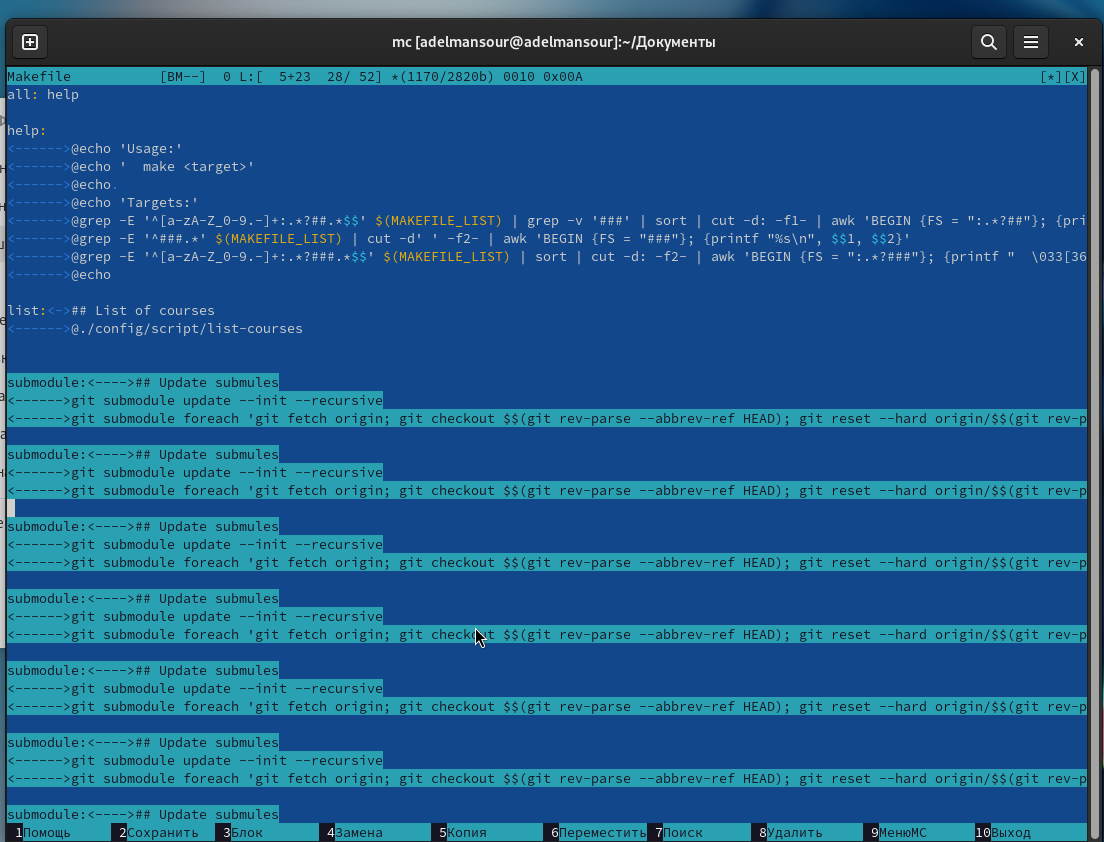 mc [adelmansour@adelmansour]:~/Документы
Makefile [BM--] 0 L:[ 5+23 28/ 52] *(1170/2820b) 0010 0x00A [*][X]
all: help
help:
<------>@echo 'Usage:'
<------>@echo '  make <target>'
<------>@echo.
<------>@echo 'Targets:'
<------>@grep -E '^[a-zA-Z_0-9.-]+:.*?##.*$$' $(MAKEFILE_LIST) | grep -v '###' | sort | cut -d: -f1- | awk 'BEGIN {FS = ":.*?##"}; {pri
<------>@grep -E '^###.*' $(MAKEFILE_LIST) | cut -d' ' -f2- | awk 'BEGIN {FS = "###"}; {printf "%s\n", $$1, $$2}'
<------>@grep -E '^[a-zA-Z_0-9.-]+:.*?###.*$$' $(MAKEFILE_LIST) | sort | cut -d: -f2- | awk 'BEGIN {FS = ":.*?###"}; {printf "  \033[36
<------>@echo
list:<->## List of courses
<------>@./config/script/list-courses
submodule:<---->## Update submules
<------>git submodule update --init --recursive
<------>git submodule foreach 'git fetch origin; git checkout $$(git rev-parse --abbrev-ref HEAD); git reset --hard origin/$$(git rev-p
submodule:<---->## Update submules
<------>git submodule update --init --recursive
<------>git submodule foreach 'git fetch origin; git checkout $$(git rev-parse --abbrev-ref HEAD); git reset --hard origin/$$(git rev-p
submodule:<---->## Update submules
<------>git submodule update --init --recursive
<------>git submodule foreach 'git fetch origin; git checkout $$(git rev-parse --abbrev-ref HEAD); git reset --hard origin/$$(git rev-p
submodule:<---->## Update submules
<------>git submodule update --init --recursive
<------>git submodule foreach 'git fetch origin; git checkout $$(git rev-parse --abbrev-ref HEAD); git reset --hard origin/$$(git rev-p
submodule:<---->## Update submules
<------>git submodule update --init --recursive
<------>git submodule foreach 'git fetch origin; git checkout $$(git rev-parse --abbrev-ref HEAD); git reset --hard origin/$$(git rev-p
submodule:<---->## Update submules
<------>git submodule update --init --recursive
<------>git submodule foreach 'git fetch origin; git checkout $$(git rev-parse --abbrev-ref HEAD); git reset --hard origin/$$(git rev-p
submodule:<---->## Update submules
1Помощь 2Сохранить 3Блок 4Замена 5Копия 6Переместить 7Поиск 8Удалить 9МенюМС 10Выход